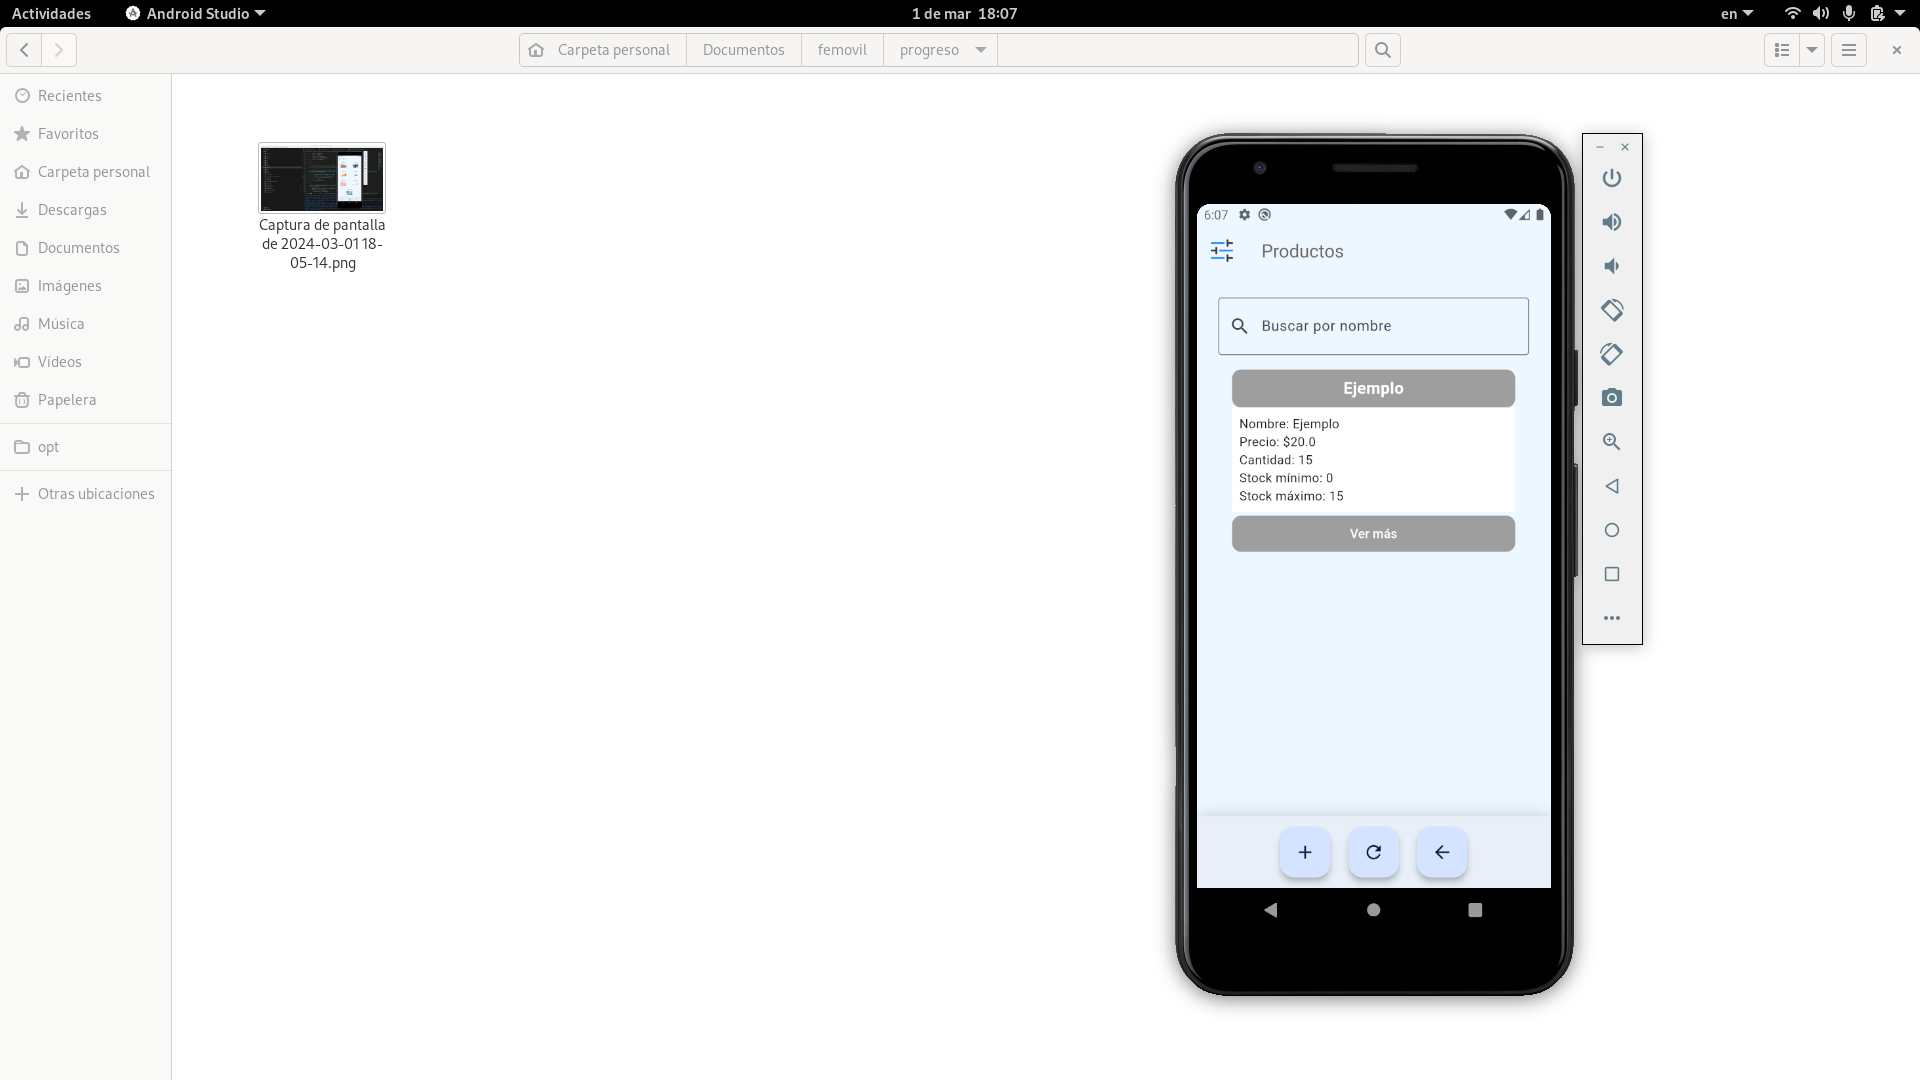 Actividades
Android Studio
1 de mar 18:07
en
Carpeta personal
Documentos
femovil
progreso
Recientes
Favoritos
Carpeta personal
Descargas
Documentos
Imágenes
Música
Vídeos
Papelera
opt
Otras ubicaciones
Captura de pantalla
de 2024-03-01 18-
05-14.png
6:07
Productos
Buscar por nombre
Ejemplo
Nombre: Ejemplo
Precio: $20.0
Cantidad: 15
Stock mínimo: 0
Stock máximo: 15
Ver más